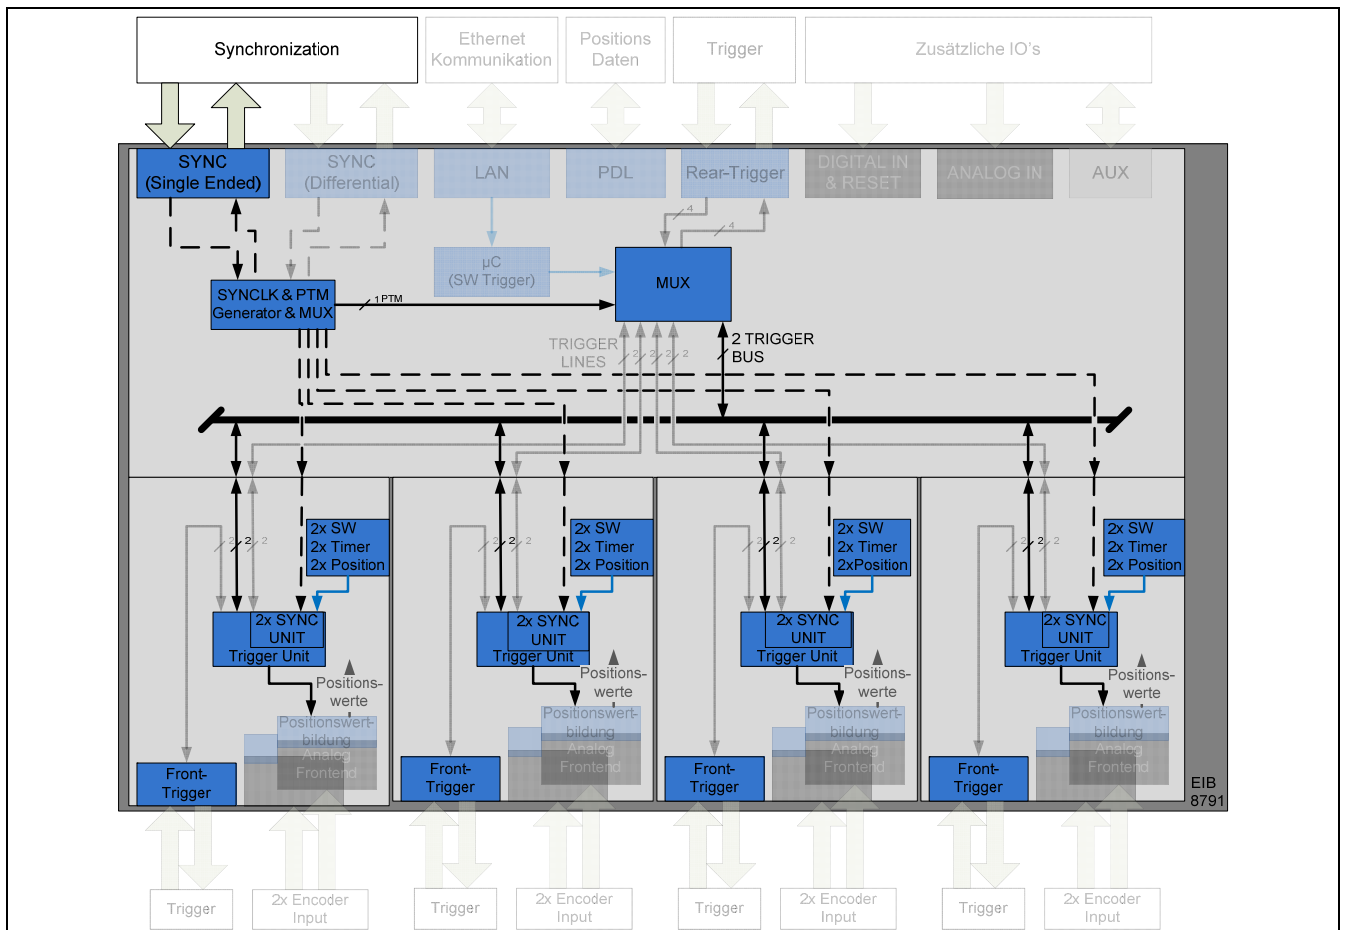 Synchronization
Ethernet
Kommunikation
Positions
Daten
Trigger
Zusätzliche IO's
SYNC
(Single Ended)
SYNC
(Differential)
LAN
PDL
Rear-Trigger
DIGITAL IN
& RESET
ANALOG IN
AUX
4
4
µC
(SW Trigger)
MUX
SYNCLK & PTM
Generator & MUX
1 PTM
TRIGGER
LINES
2
2
2
2
2 TRIGGER
BUS
2
2
2
2x SW
2x Timer
2x Position
2
2
2
2x SW
2x Timer
2x Position
2
2
2
2x SW
2x Timer
2xPosition
2
2
2
2x SW
2x Timer
2x Position
2x SYNC
UNIT
Trigger Unit
2x SYNC
UNIT
Trigger Unit
2x SYNC
UNIT
Trigger Unit
2x SYNC
UNIT
Trigger Unit
Positions-
werte
Positions-
werte
Positions-
werte
Positions-
werte
Positionswert-
bildung
Analog
Frontend
Positionswert-
bildung
Analog
Frontend
Positionswert-
bildung
Analog
Frontend
Positionswert-
bildung
Analog
Frontend
Front-
Trigger
Front-
Trigger
Front-
Trigger
Front-
Trigger
EIB
8791
Trigger
2x Encoder
Input
Trigger
2x Encoder
Input
Trigger
2x Encoder
Input
Trigger
2x Encoder
Input